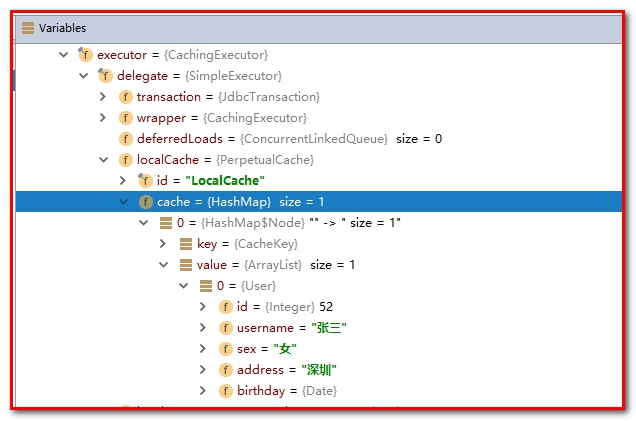 Variables
executor = {CachingExecutor}
delegate = {SimpleExecutor}
transaction = {JdbcTransaction}
wrapper = {CachingExecutor}
deferredLoads = {ConcurrentLinkedQueue} size = 0
localCache = {PerpetualCache}
id = "LocalCache"
cache = {HashMap} size = 1
0 = {HashMap$Node} "" -> " size = 1"
key = {CacheKey}
value = {ArrayList} size = 1
0 = {User}
id = {Integer} 52
username = "张三"
sex = "女"
address = "深圳"
birthday = {Date}